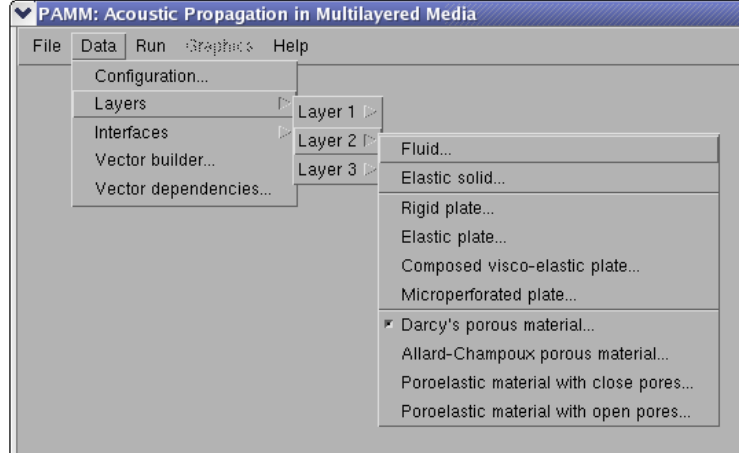 PAMM: Acoustic Propagation in Multilayered Media
File Data Run Graphics Help
Configuration...
Layers
Interfaces
Vector builder...
Vector dependencies...
Layer 1
Layer 2
Layer 3
Fluid...
Elastic solid...
Rigid plate...
Elastic plate...
Composed visco-elastic plate...
Microperforated plate...
Darcy's porous material...
Allard-Champoux porous material...
Poroelastic material with close pores...
Poroelastic material with open pores...